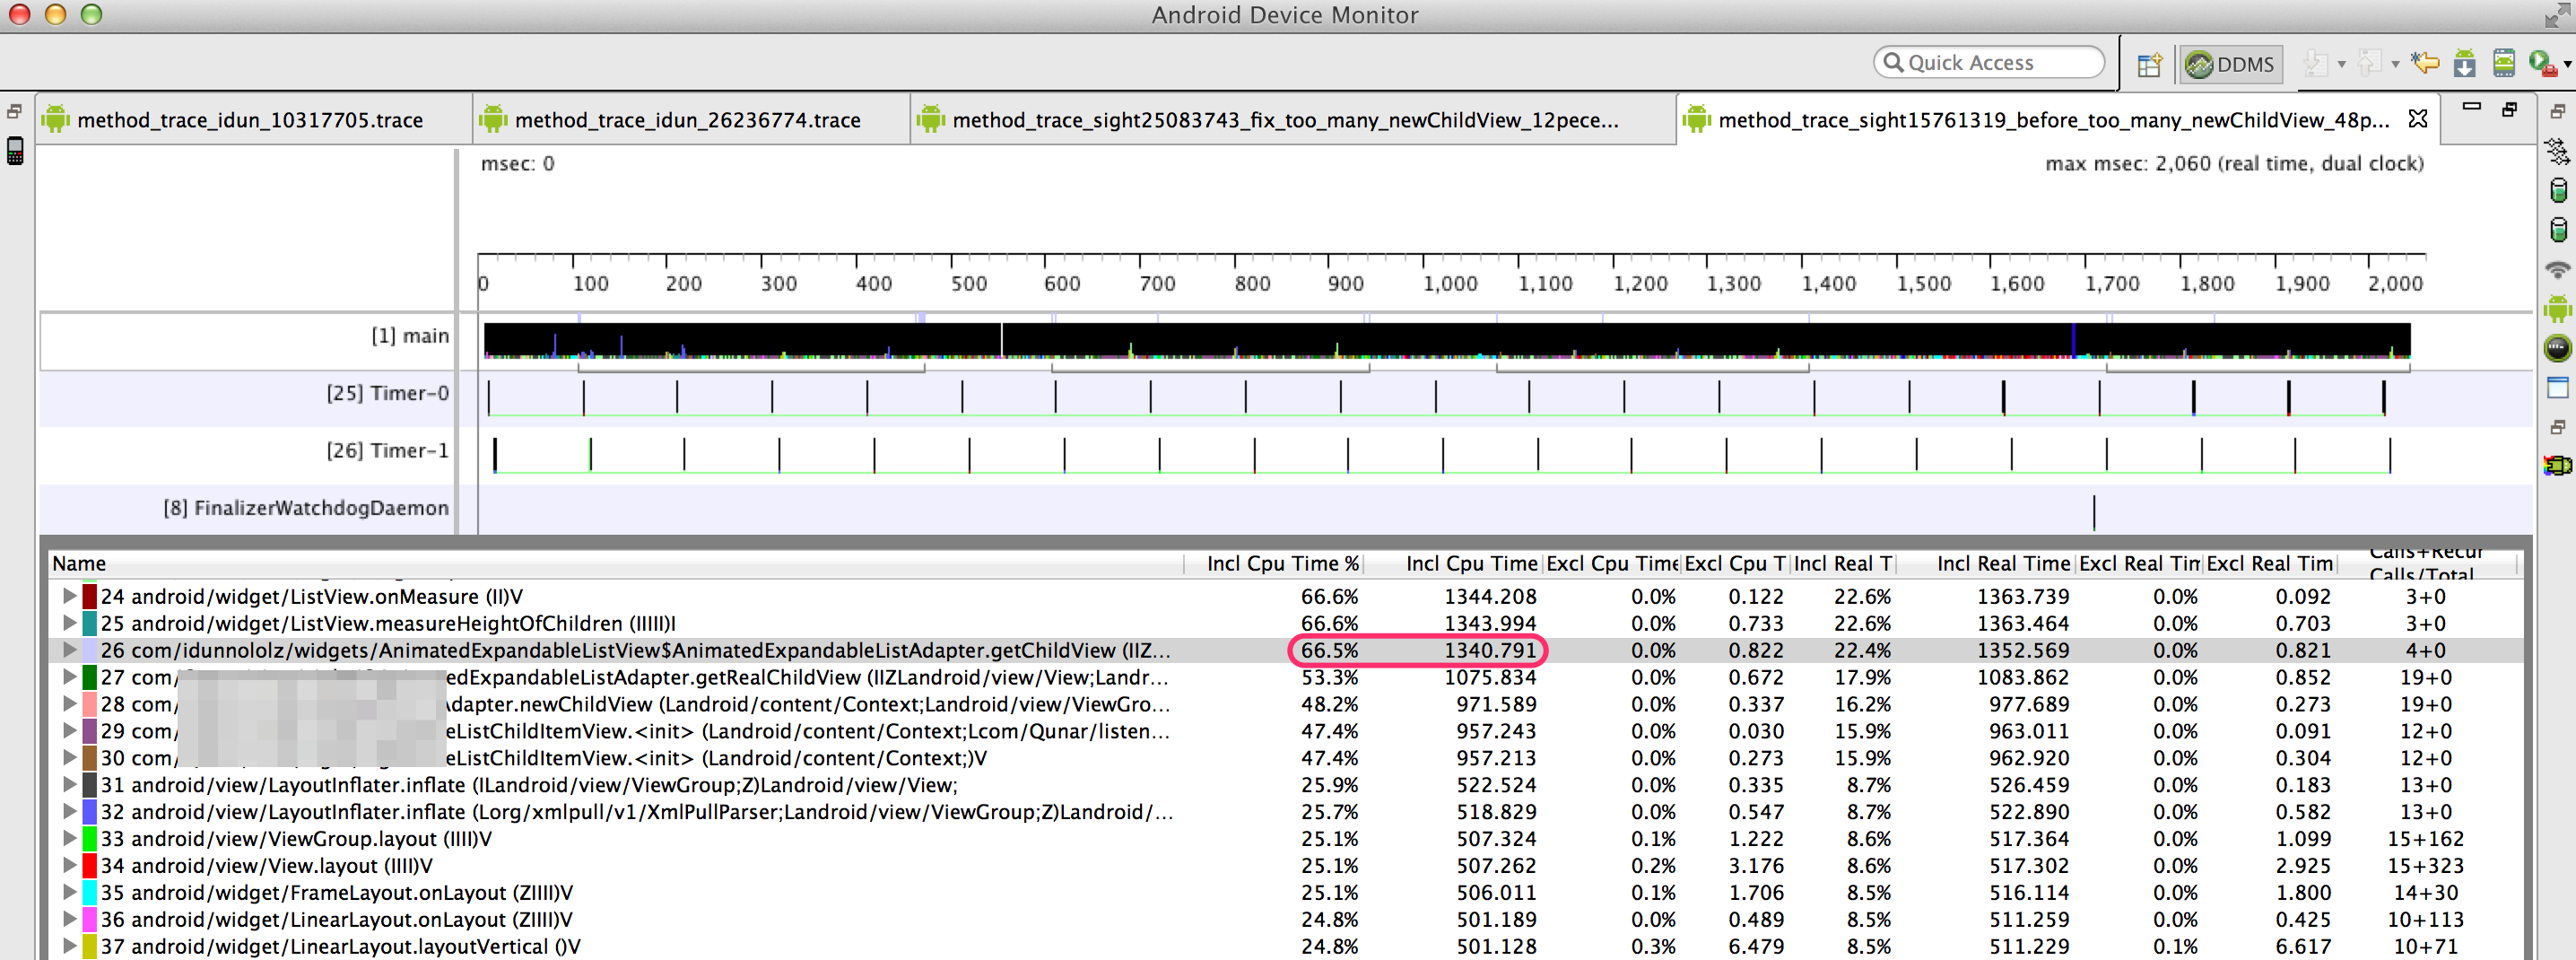 Android Device Monitor
Quick Access
DDMS
method_trace_idun_10317705.trace
method_trace_idun_26236774.trace
method_trace_sight25083743_fix_too_many_newChildView_12pece...
method_trace_sight15761319_before_too_many_newChildView_48p...
msec: 0
max msec: 2,060 (real time, dual clock)
0 100 200 300 400 500 600 700 800 900 1,000 1,100 1,200 1,300 1,400 1,500 1,600 1,700 1,800 1,900 2,000
[1] main
[25] Timer-0
[26] Timer-1
[8] FinalizerWatchdogDaemon
Name Incl Cpu Time % Incl Cpu Time Excl Cpu Time Excl Cpu T Incl Real T Incl Real Time Excl Real Tim Excl Real Tim Calls+Recur
Calls/Total
24 android/widget/ListView.onMeasure (II)V 66.6% 1344.208 0.0% 0.122 22.6% 1363.739 0.0% 0.092 3+0
25 android/widget/ListView.measureHeightOfChildren (IIIII)I 66.6% 1343.994 0.0% 0.733 22.6% 1363.464 0.0% 0.703 3+0
26 com/idunnololz/widgets/AnimatedExpandableListView$AnimatedExpandableListAdapter.getChildView (IIZ... 66.5% 1340.791 0.0% 0.822 22.4% 1352.569 0.0% 0.821 4+0
27 com/ edExpandableListAdapter.getRealChildView (IIZLandroid/view/View;Landr... 53.3% 1075.834 0.0% 0.672 17.9% 1083.862 0.0% 0.852 19+0
28 com/ dapter.newChildView (Landroid/content/Context;Landroid/view/ViewGro... 48.2% 971.589 0.0% 0.337 16.2% 977.689 0.0% 0.273 19+0
29 com/ eListChildItemView.<init> (Landroid/content/Context;Lcom/Qunar/listen... 47.4% 957.243 0.0% 0.030 15.9% 963.011 0.0% 0.091 12+0
30 com/ eListChildItemView.<init> (Landroid/content/Context;)V 47.4% 957.213 0.0% 0.273 15.9% 962.920 0.0% 0.304 12+0
31 android/view/LayoutInflater.inflate (ILandroid/view/ViewGroup;Z)Landroid/view/View; 25.9% 522.524 0.0% 0.335 8.7% 526.459 0.0% 0.183 13+0
32 android/view/LayoutInflater.inflate (Lorg/xmlpull/v1/XmlPullParser;Landroid/view/ViewGroup;Z)Landroid/... 25.7% 518.829 0.0% 0.547 8.7% 522.890 0.0% 0.582 13+0
33 android/view/ViewGroup.layout (IIII)V 25.1% 507.324 0.1% 1.222 8.6% 517.364 0.0% 1.099 15+162
34 android/view/View.layout (IIII)V 25.1% 507.262 0.2% 3.176 8.6% 517.302 0.0% 2.925 15+323
35 android/widget/FrameLayout.onLayout (ZIIII)V 25.1% 506.011 0.1% 1.706 8.5% 516.114 0.0% 1.800 14+30
36 android/widget/LinearLayout.onLayout (ZIIII)V 24.8% 501.189 0.0% 0.489 8.5% 511.259 0.0% 0.425 10+113
37 android/widget/LinearLayout.layoutVertical ()V 24.8% 501.128 0.3% 6.479 8.5% 511.229 0.1% 6.617 10+71